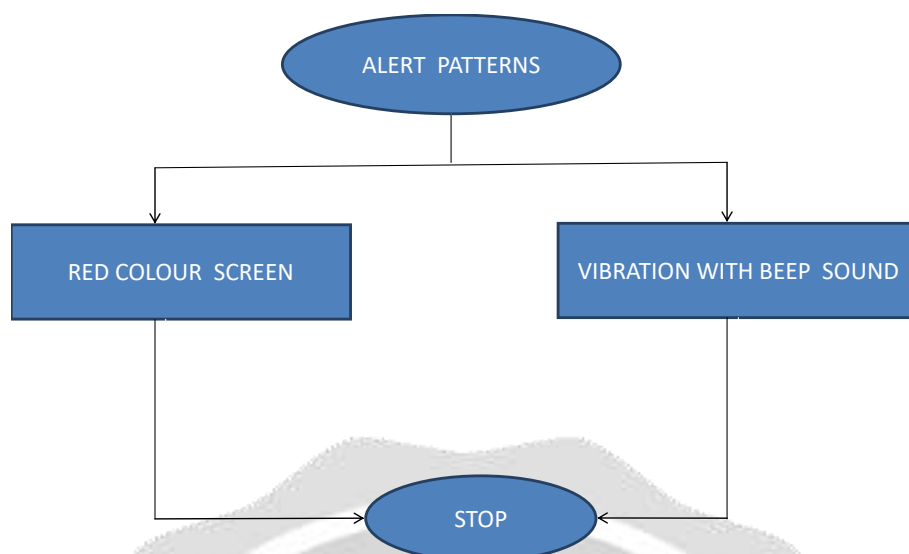 ALERT PATTERNS
RED COLOUR SCREEN
VIBRATION WITH BEEP SOUND
STOP